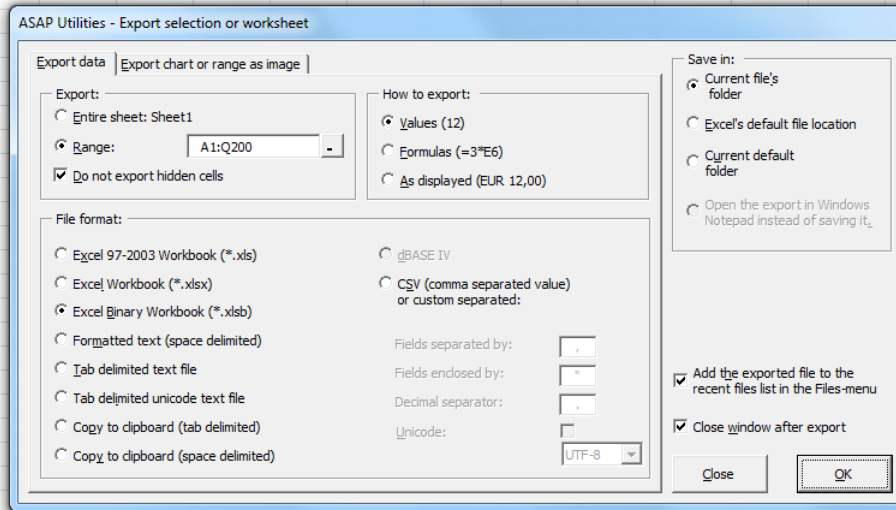 ASAP Utilities - Export selection or worksheet
Export data
Export chart or range as image
Export:
Entire sheet: Sheet1
Range:
A1:Q200
Do not export hidden cells
How to export:
Values (12)
Formulas (=3*E6)
As displayed (EUR 12,00)
File format:
Excel 97-2003 Workbook (*.xls)
Excel Workbook (*.xlsx)
Excel Binary Workbook (*.xlsb)
Formatted text (space delimited)
Tab delimited text file
Tab delimited unicode text file
Copy to clipboard (tab delimited)
Copy to clipboard (space delimited)
dBASE IV
CSV (comma separated value)
or custom separated:
Fields separated by:
,
Fields enclosed by:
"
Decimal separator:
Unicode:
UTF-8
Save in:
Current file's
folder
Excel's default file location
Current default
folder
Open the export in Windows
Notepad instead of saving it.
Add the exported file to the
recent files list in the Files-menu
Close window after export
Close
OK